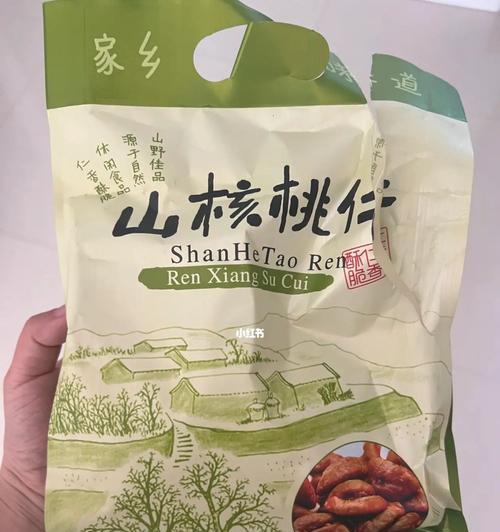 家乡
道
山野佳品
源于自然
休闲食品
仁香酥脆
山核桃仁
ShanHeTao Ren
仁香
酥脆
Ren Xiang Su Cui
小红书